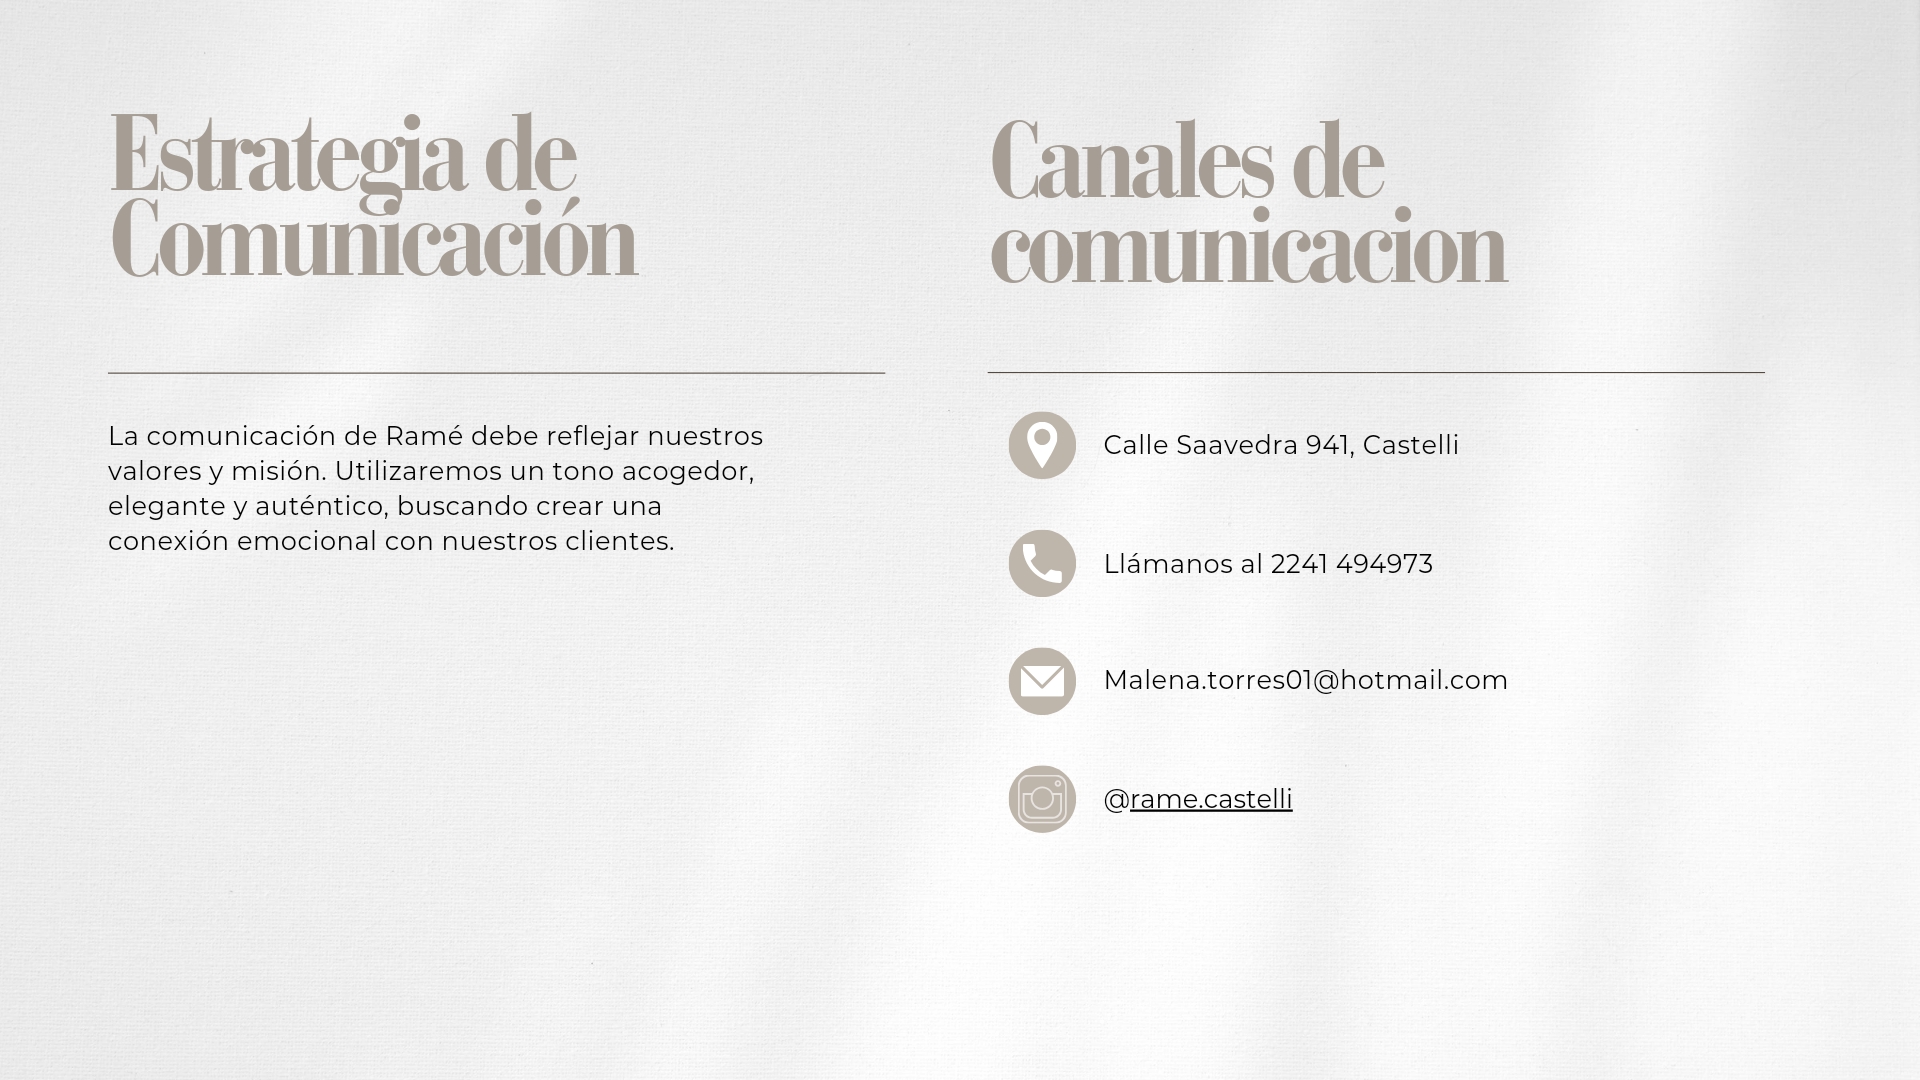 Estrategia de
Comunicación
La comunicación de Ramé debe reflejar nuestros
valores y misión. Utilizaremos un tono acogedor,
elegante y auténtico, buscando crear una
conexión emocional con nuestros clientes.
Canales de
comunicacion
Calle Saavedra 941, Castelli
Llámanos al 2241 494973
Malena.torres01@hotmail.com
@rame.castelli